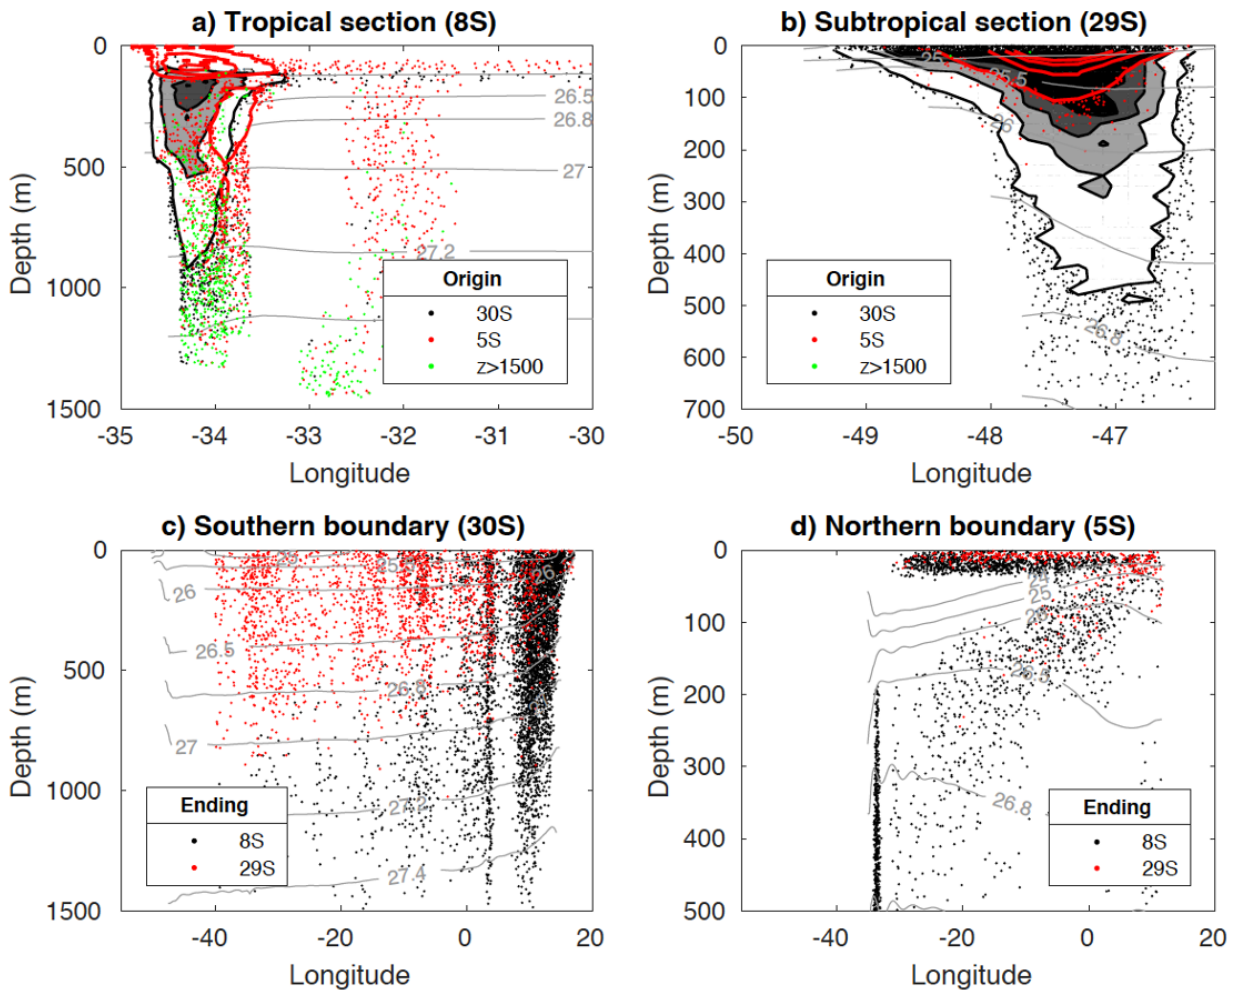 a) Tropical section (8S)
0
500
1000
1500
Depth (m)
-35
-34
-33
-32
-31
-30
Longitude
26.5
26.8
27
27.2
Origin
30S
5S
z>1500
b) Subtropical section (29S)
0
100
200
300
400
500
600
700
Depth (m)
-50
-49
-48
-47
Longitude
25
25.5
26
26.8
Origin
30S
5S
z>1500
c) Southern boundary (30S)
0
500
1000
1500
Depth (m)
-40
-20
0
20
Longitude
25.5
26
26.5
26.8
27
27.2
27.4
Ending
8S
29S
d) Northern boundary (5S)
0
100
200
300
400
500
Depth (m)
-40
-20
0
20
Longitude
24
25
26
26.5
26.8
Ending
8S
29S